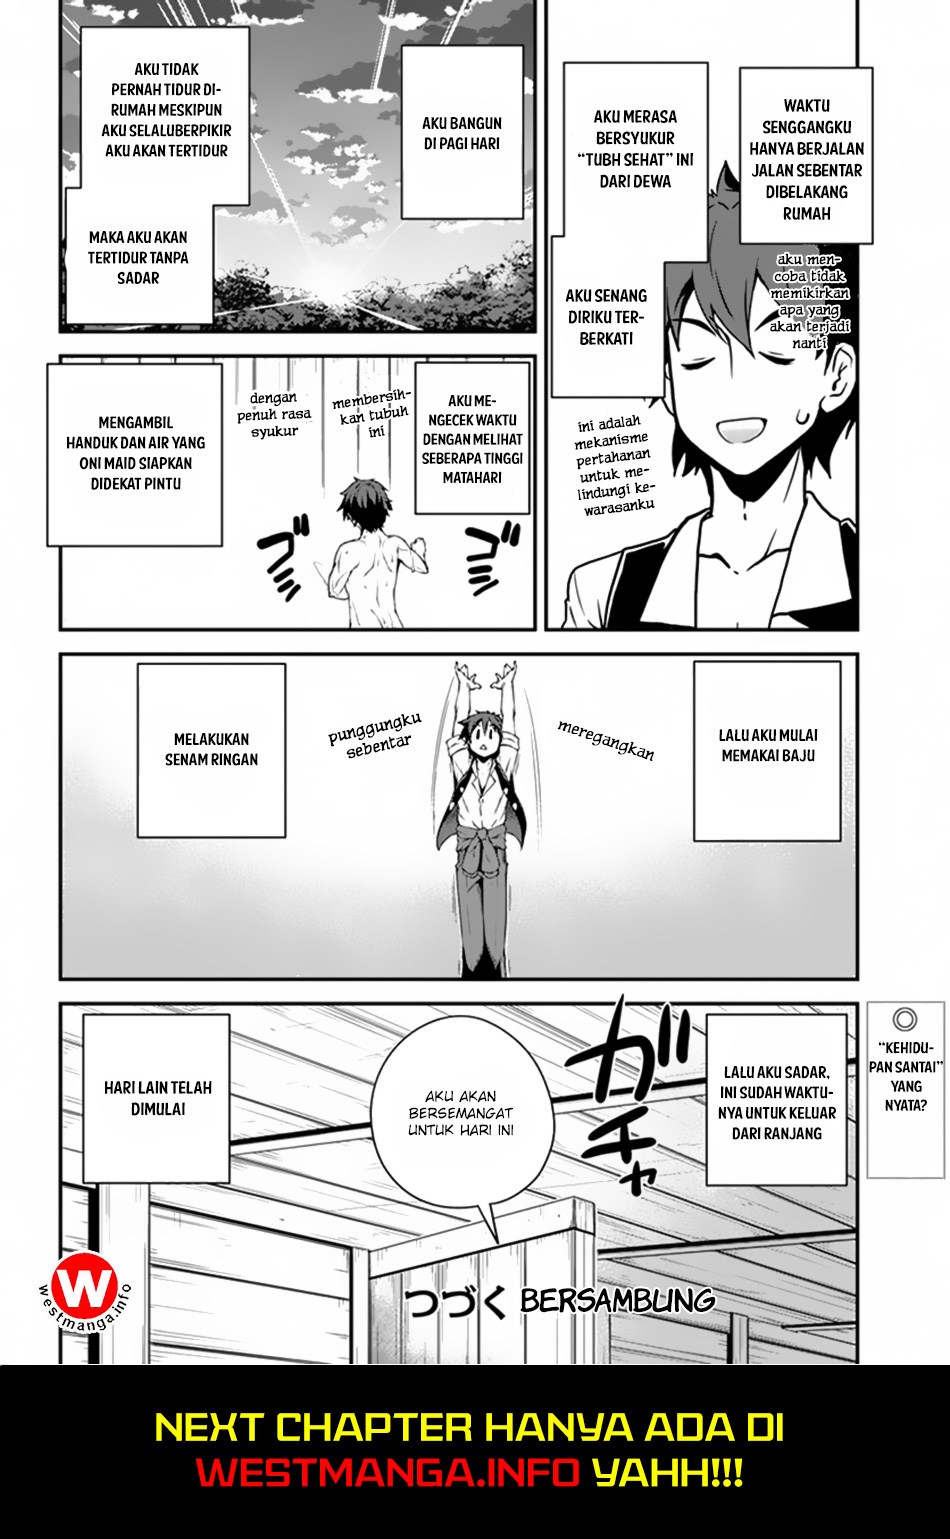 WAKTU
SENGGANGKU
HANYA BERJALAN
JALAN SEBENTAR
DIBELAKANG
RUMAH
aku men-
coba tidak
memikirkan
apa yang
akan terjadi
nanti
AKU MERASA
BERSYUKUR
“TUBH SEHAT” INI
DARI DEWA
AKU SENANG
DIRIKU TER-
BERKATI
ini adalah
mekanisme
pertahanan
untuk me-
lindungi ke-
warasanku
AKU BANGUN
DI PAGI HARI
AKU TIDAK
PERNAH TIDUR DI-
RUMAH MESKIPUN
AKU SELALUBERPIKIR
AKU AKAN TERTIDUR
MAKA AKU AKAN
TERTIDUR TANPA
SADAR
AKU ME-
NGECEK WAKTU
DENGAN MELIHAT
SEBERAPA TINGGI
MATAHARI
membersih-
kan tubuh
ini
dengan
penuh rasa
syukur
MENGAMBIL
HANDUK DAN AIR YANG
ONI MAID SIAPKAN
DIDEKAT PINTU
ゴシ
ゴシ
LALU AKU MULAI
MEMAKAI BAJU
meregangkan
punggungku
sebentar
MELAKUKAN
SENAM RINGAN
“KEHIDU-
PAN SANTAI”
YANG
NYATA?
LALU AKU SADAR,
INI SUDAH WAKTU-
NYA UNTUK KELUAR
DARI RANJANG
ガチャ
AKU AKAN
BERSEMANGAT
UNTUK HARI INI
HARI LAIN TELAH
DIMULAI
つづく BERSAMBUNG
W
westmanga.info
NEXT CHAPTER HANYA ADA DI
WESTMANGA.INFO YAHH!!!